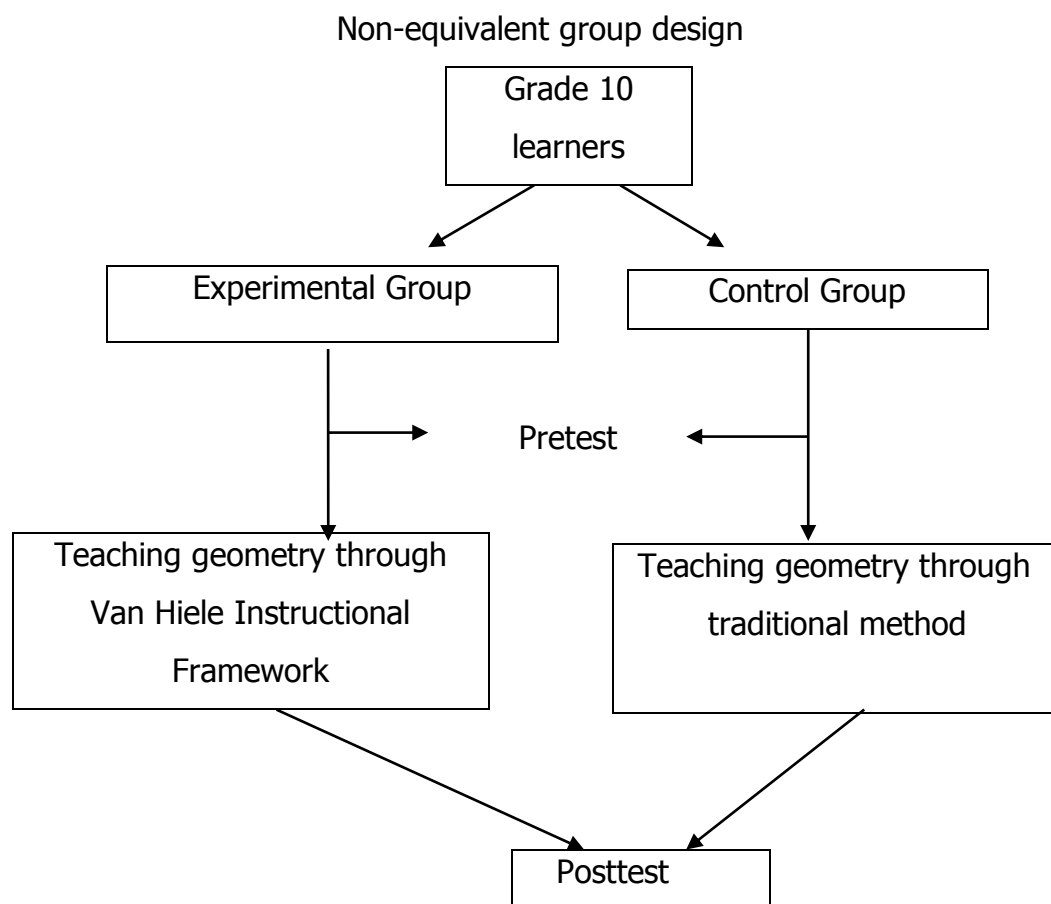 Non-equivalent group design
Grade 10
learners
Experimental Group
Control Group
Pretest
Teaching geometry through
Van Hiele Instructional
Framework
Teaching geometry through
traditional method
Posttest